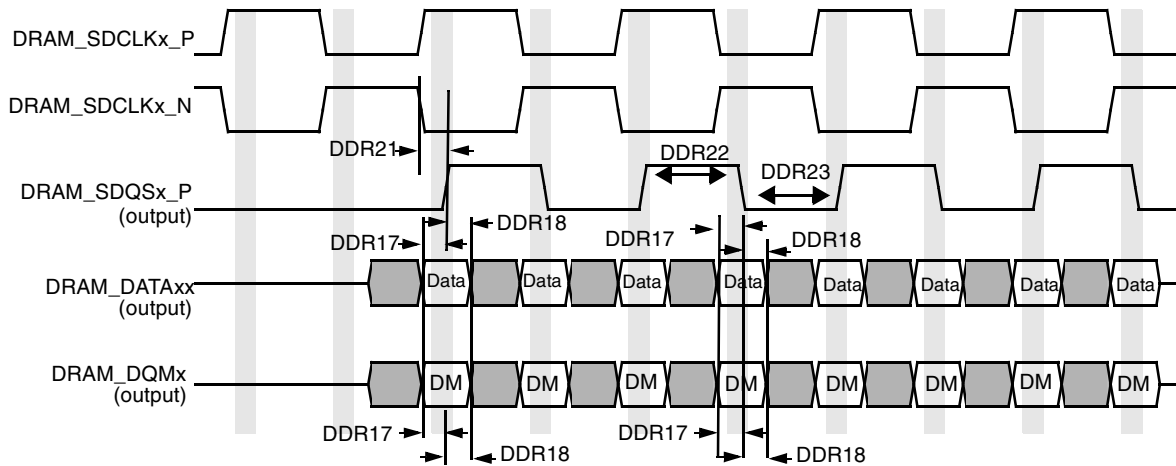 DRAM_SDCLKx_P
DRAM_SDCLKx_N
DDR21
DDR22
DDR23
DRAM_SDQSx_P
(output)
DDR17
DDR18
DDR17
DDR18
DRAM_DATAxx
(output)
Data
Data
Data
Data
Data
Data
Data
Data
DRAM_DQMx
(output)
DM
DM
DM
DM
DM
DM
DM
DM
DDR17
DDR18
DDR17
DDR18